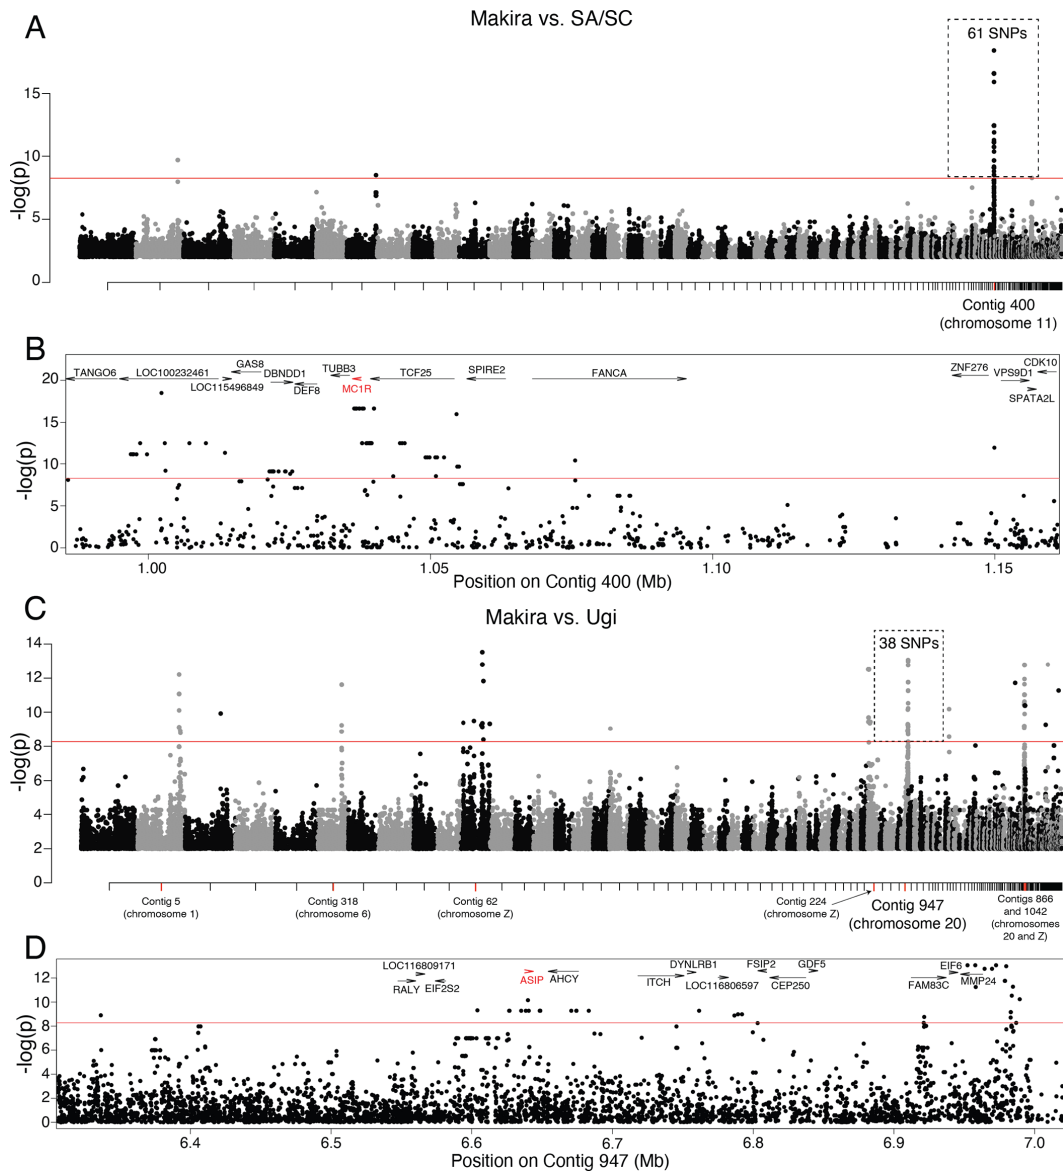 A
Makira vs. SA/SC
61 SNPs
15
10
5
0
-log(p)
Contig 400
(chromosome 11)
B
TANGO6
LOC100232461
GAS8
LOC115496849
DBNDD1
DEF8
TUBB3
MC1R
TCF25
SPIRE2
FANCA
ZNF276
VPS9D1
CDK10
SPATA2L
20
15
10
5
0
-log(p)
1.00
1.05
1.10
1.15
Position on Contig 400 (Mb)
C
Makira vs. Ugi
38 SNPs
14
12
10
8
6
4
2
0
-log(p)
Contig 5
(chromosome 1)
Contig 318
(chromosome 6)
Contig 62
(chromosome Z)
Contig 224
(chromosome Z)
Contig 947
(chromosome 20)
Contigs 866
and 1042
(chromosomes
20 and Z)
D
LOC116809171
RALY
EIF2S2
ASIP
AHCY
ITCH
DYNLRB1
LOC116806597
FSIP2
CEP250
GDF5
FAM83C
EIF6
MMP24
12
10
8
6
4
2
0
-log(p)
6.4
6.5
6.6
6.7
6.8
6.9
7.0
Position on Contig 947 (Mb)